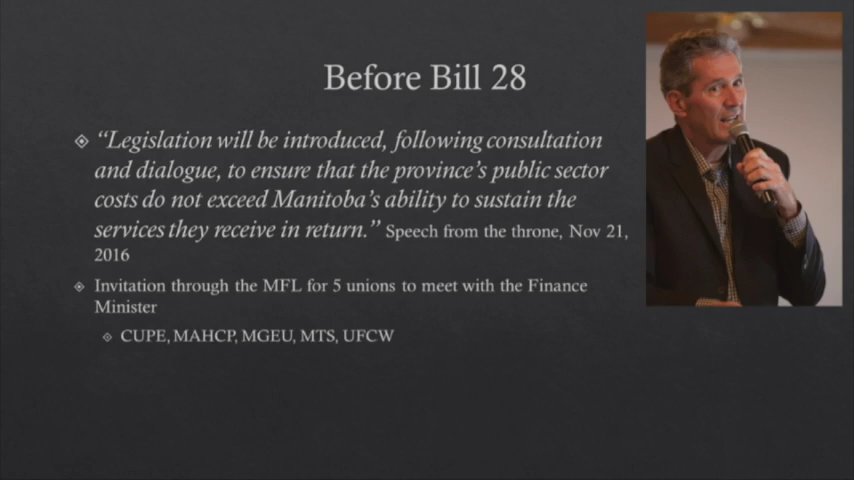 Before Bill 28
“Legislation will be introduced, following consultation
and dialogue, to ensure that the province’s public sector
costs do not exceed Manitoba’s ability to sustain the
services they receive in return.” Speech from the throne, Nov 21,
2016
Invitation through the MFL for 5 unions to meet with the Finance
Minister
CUPE, MAHCP, MGEU, MTS, UFCW